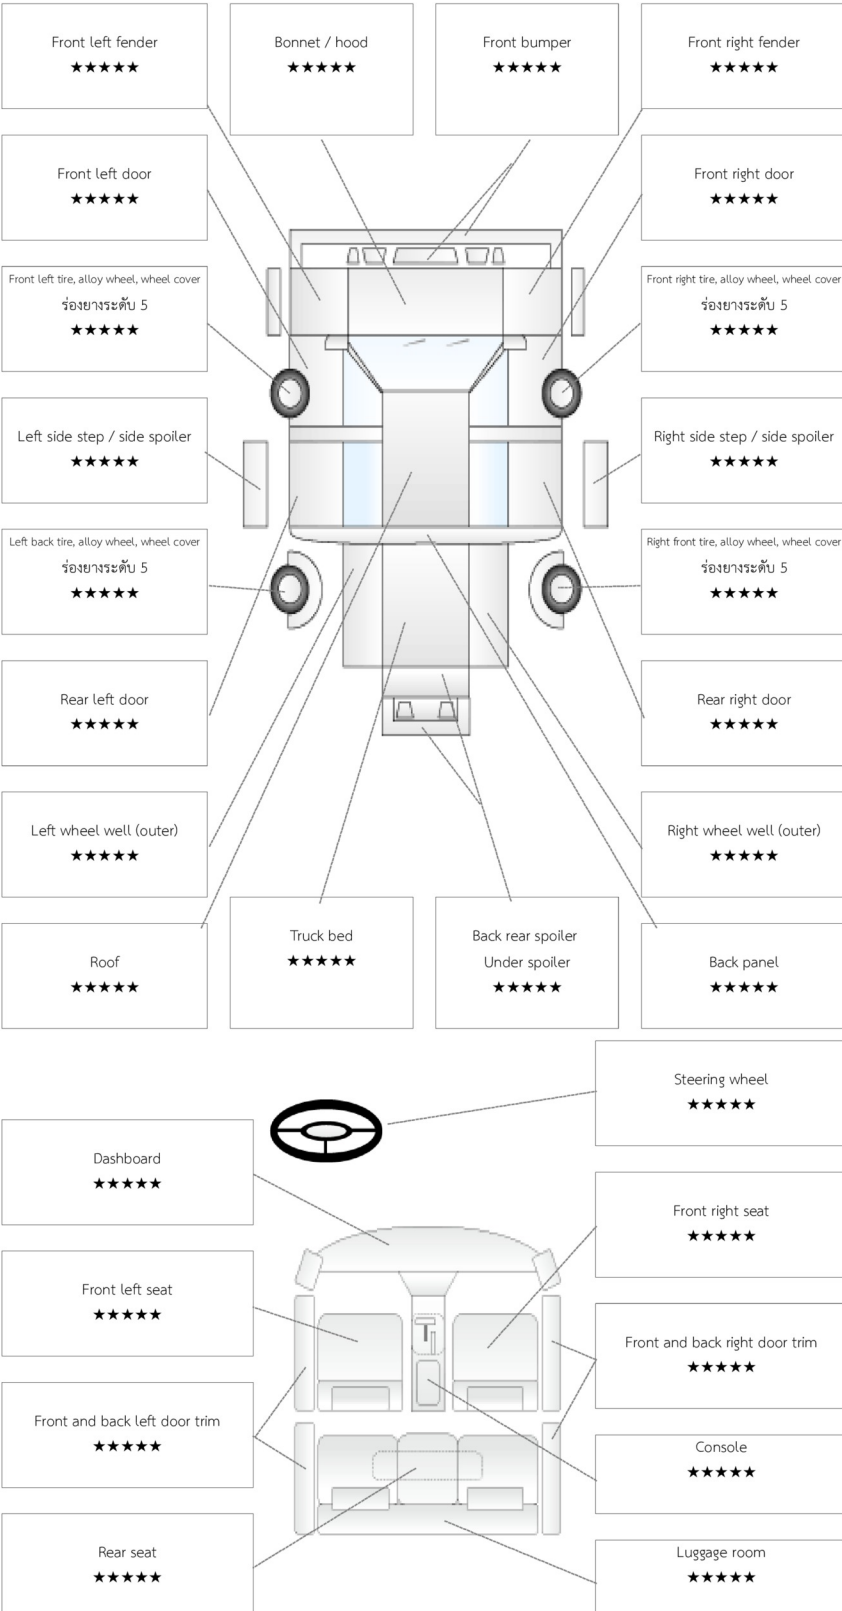 Front left fender
★★★★★
Bonnet / hood
★★★★★
Front bumper
★★★★★
Front right fender
★★★★★
Front left door
★★★★★
Front right door
★★★★★
Front left tire, alloy wheel, wheel cover
ร่องยางระดับ 5
★★★★★
Front right tire, alloy wheel, wheel cover
ร่องยางระดับ 5
★★★★★
Left side step / side spoiler
★★★★★
Right side step / side spoiler
★★★★★
Left back tire, alloy wheel, wheel cover
ร่องยางระดับ 5
★★★★★
Right front tire, alloy wheel, wheel cover
ร่องยางระดับ 5
★★★★★
Rear left door
★★★★★
Rear right door
★★★★★
Left wheel well (outer)
★★★★★
Right wheel well (outer)
★★★★★
Roof
★★★★★
Truck bed
★★★★★
Back rear spoiler
Under spoiler
★★★★★
Back panel
★★★★★
Steering wheel
★★★★★
Dashboard
★★★★★
Front right seat
★★★★★
Front left seat
★★★★★
Front and back right door trim
★★★★★
Front and back left door trim
★★★★★
Console
★★★★★
Rear seat
★★★★★
Luggage room
★★★★★